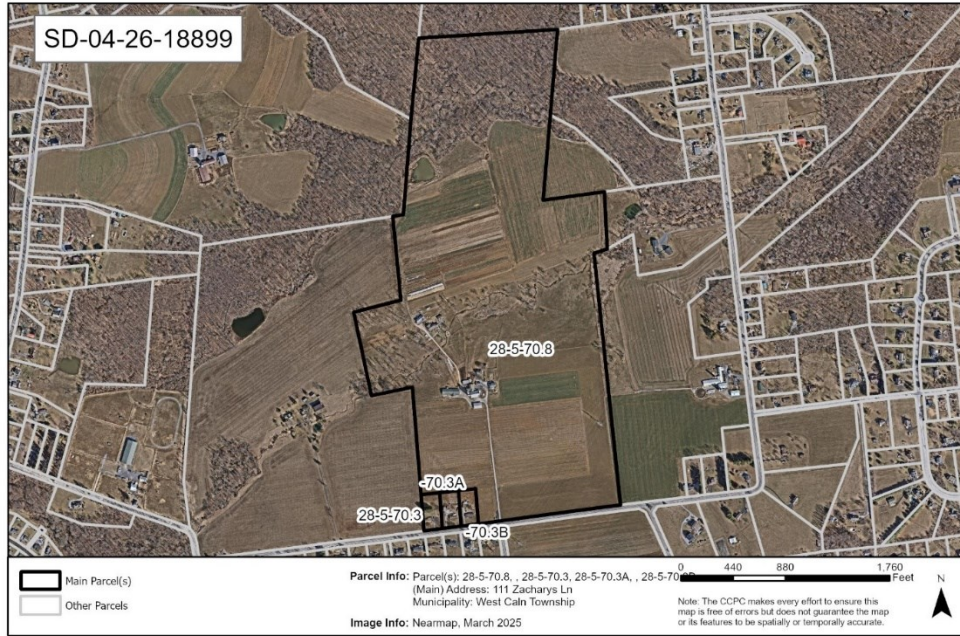 SD-04-26-18899
28-5-70.8
-70.3A
28-5-70.3
-70.3B
Main Parcel(s)
Other Parcels
Parcel Info: Parcel(s): 28-5-70.8, , 28-5-70.3, 28-5-70.3A, , 28-5-70.3B
(Main) Address: 111 Zacharys Ln
Municipality: West Caln Township
Image Info: Nearmap, March 2025
0 440 880 1,760
Feet
Note: The CCPC makes every effort to ensure this
map is free of errors but does not guarantee the map
or its features to be spatially or temporally accurate.
N